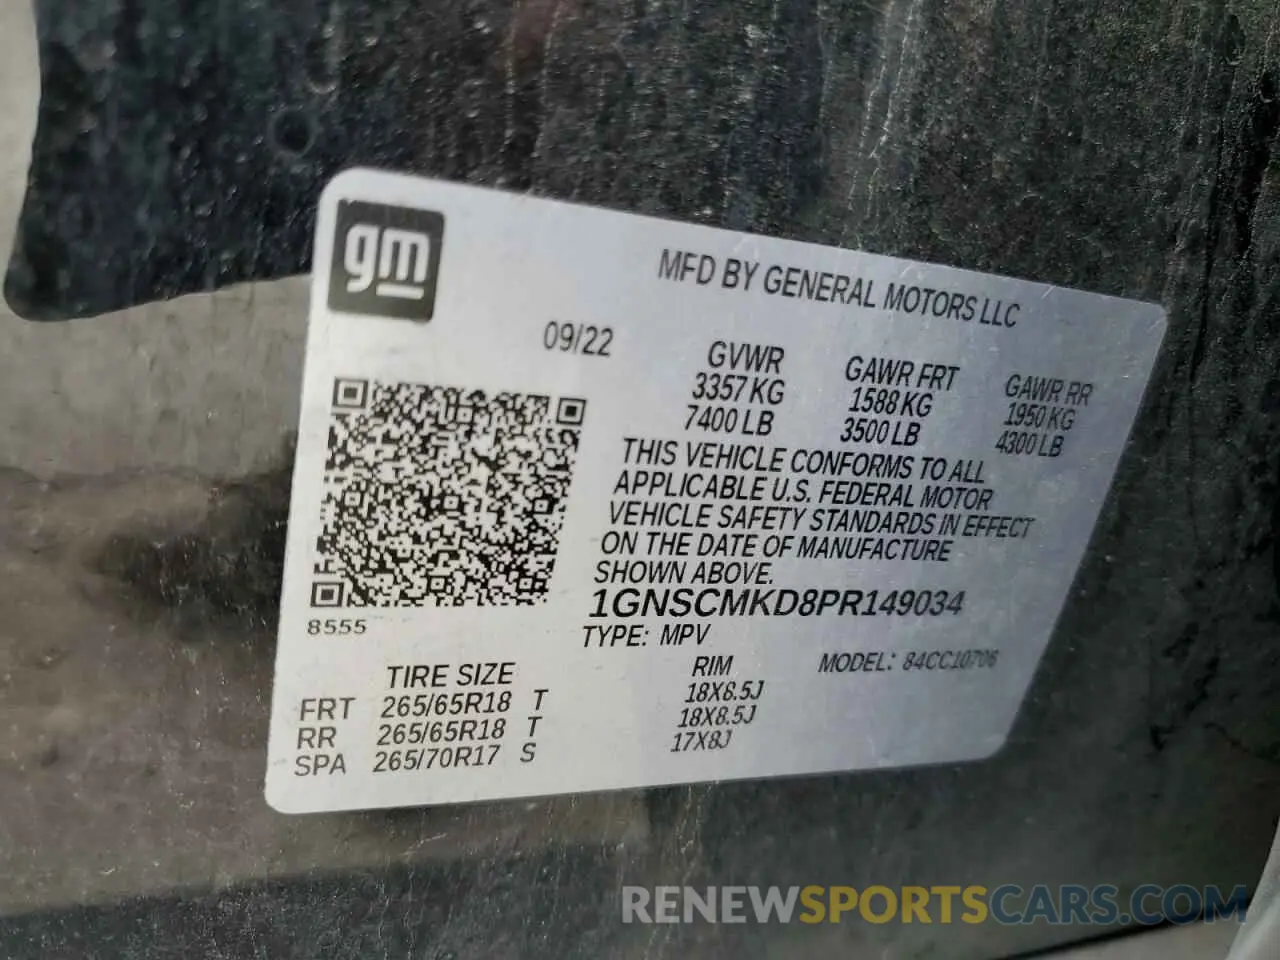 gm
MFD BY GENERAL MOTORS LLC
09/22
GVWR GAWR FRT GAWR RR
3357 KG 1588 KG 1950 KG
7400 LB 3500 LB 4300 LB
THIS VEHICLE CONFORMS TO ALL
APPLICABLE U.S. FEDERAL MOTOR
VEHICLE SAFETY STANDARDS IN EFFECT
ON THE DATE OF MANUFACTURE
SHOWN ABOVE.
1GNSCMKD8PR149034
8555
TYPE: MPV
MODEL: 84CC10706
TIRE SIZE RIM
FRT 265/65R18 T 18X8.5J
RR 265/65R18 T 18X8.5J
SPA 265/70R17 S 17X8J
RENEWSPORTSCARS.COM